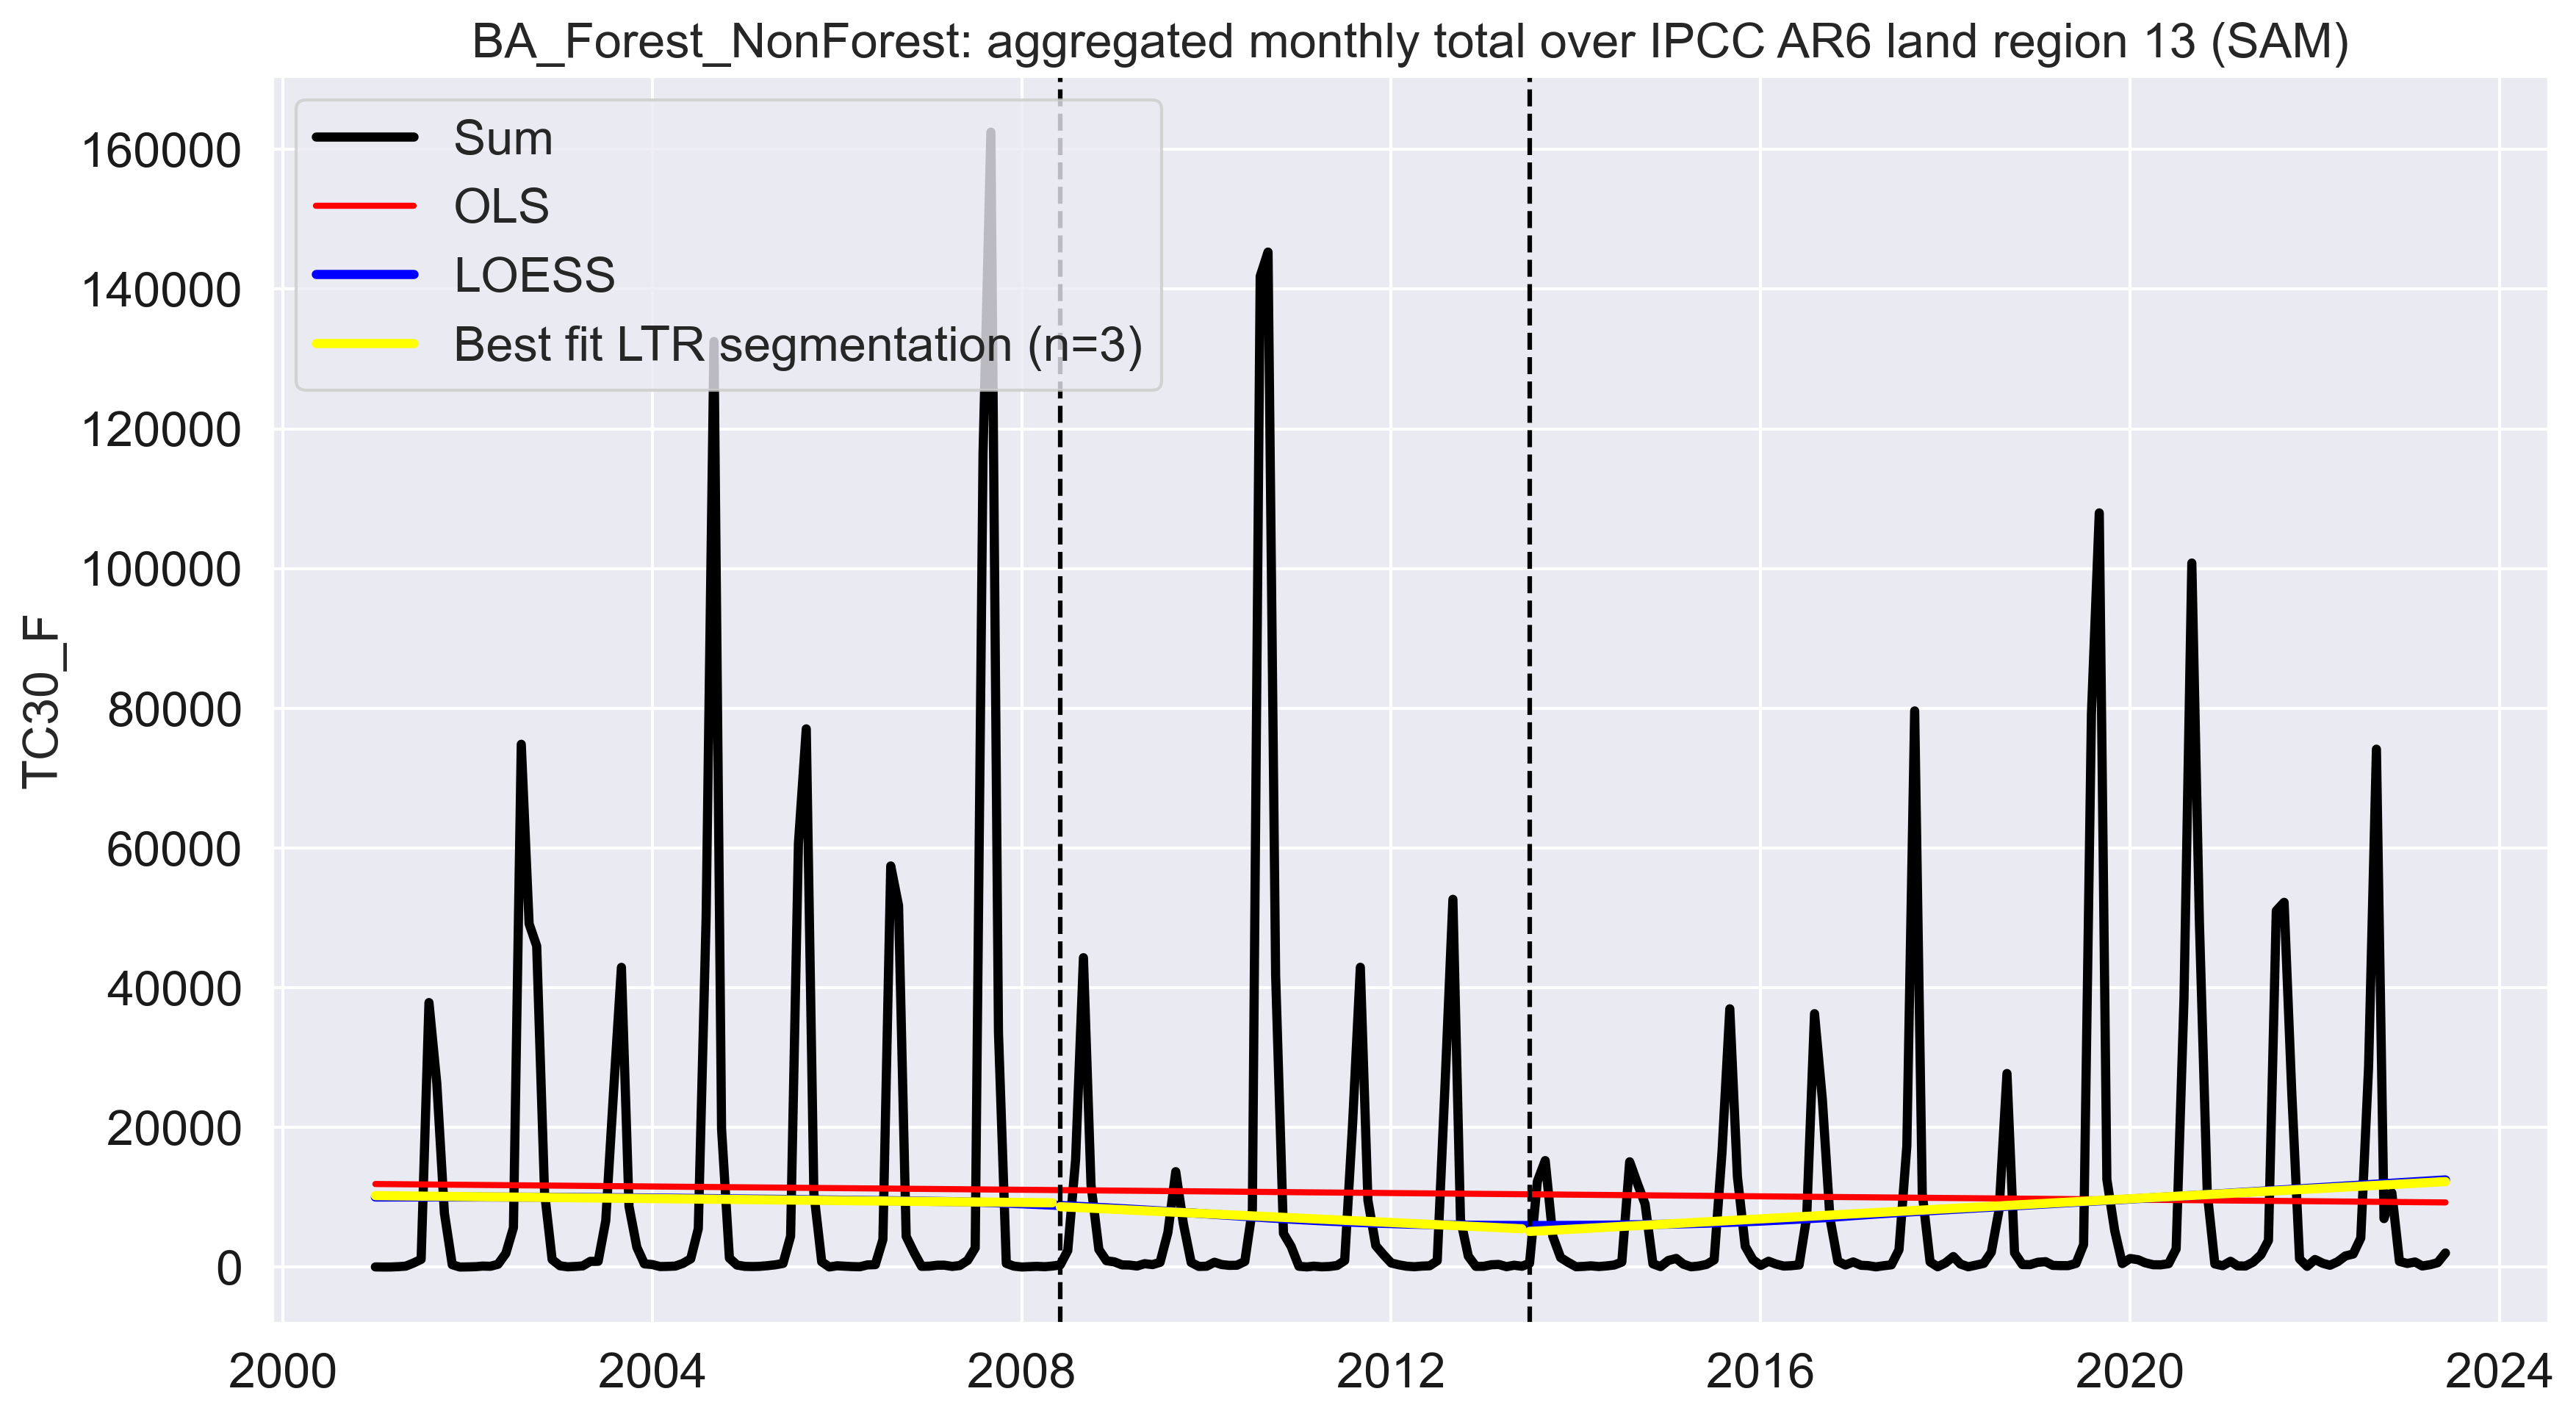 BA_Forest_NonForest: aggregated monthly total over IPCC AR6 land region 13 (SAM)
Sum
OLS
LOESS
Best fit LTR segmentation (n=3)
160000
140000
120000
100000
80000
60000
40000
20000
0
TC30_F
2000 2004 2008 2012 2016 2020 2024